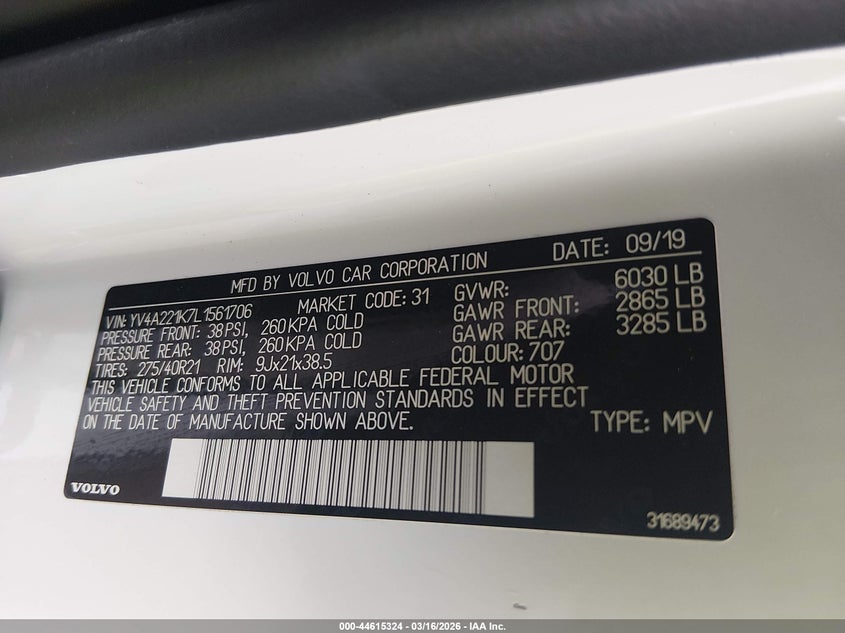 MFD BY VOLVO CAR CORPORATION DATE: 09/19
VIN: YV4A221K7L1561706 MARKET CODE: 31 GVWR: 6030 LB
PRESSURE FRONT: 38 PSI, 260 KPA COLD GAWR FRONT: 2865 LB
PRESSURE REAR: 38 PSI, 260 KPA COLD GAWR REAR: 3285 LB
TIRES: 275/40R21 RIM: 9Jx21x38.5 COLOUR: 707
THIS VEHICLE CONFORMS TO ALL APPLICABLE FEDERAL MOTOR
VEHICLE SAFETY AND THEFT PREVENTION STANDARDS IN EFFECT
ON THE DATE OF MANUFACTURE SHOWN ABOVE. TYPE: MPV
VOLVO
31689473
000-44615324 - 03/16/2026 - IAA Inc.